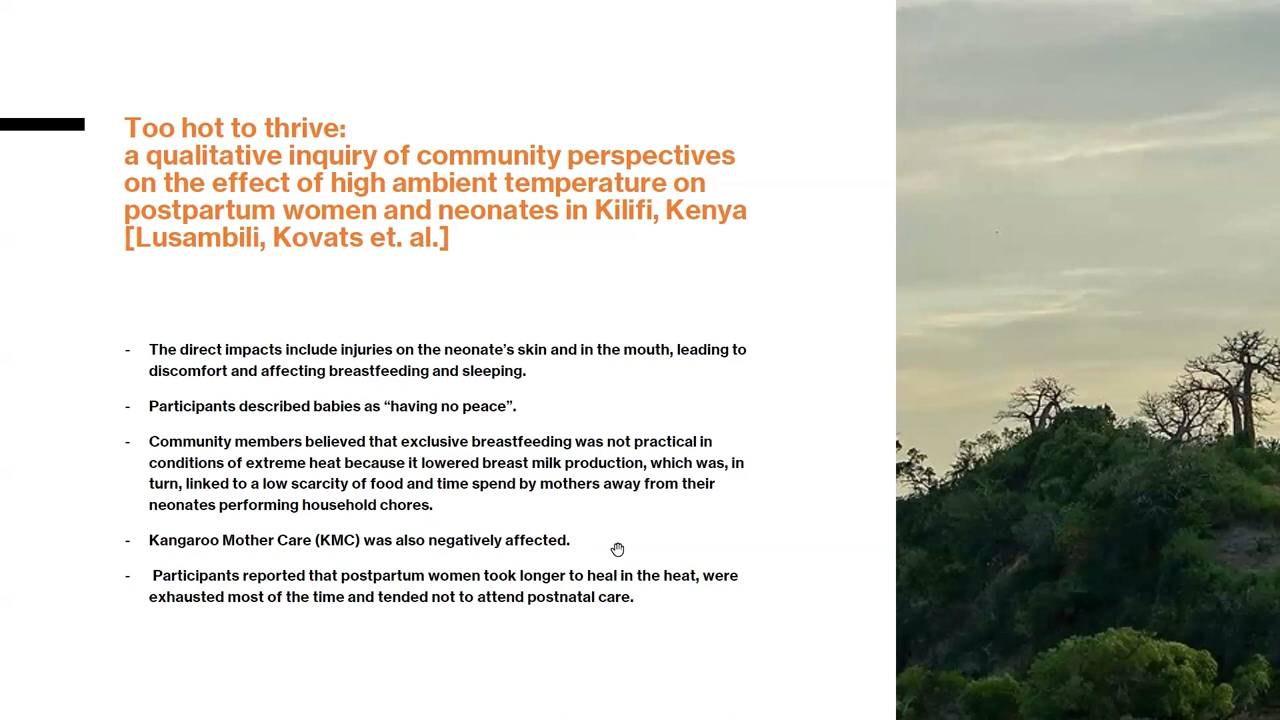 Too hot to thrive:
a qualitative inquiry of community perspectives
on the effect of high ambient temperature on
postpartum women and neonates in Kilifi, Kenya
[Lusambili, Kovats et. al.]
- The direct impacts include injuries on the neonate’s skin and in the mouth, leading to
discomfort and affecting breastfeeding and sleeping.
- Participants described babies as “having no peace”.
- Community members believed that exclusive breastfeeding was not practical in
conditions of extreme heat because it lowered breast milk production, which was, in
turn, linked to a low scarcity of food and time spend by mothers away from their
neonates performing household chores.
- Kangaroo Mother Care (KMC) was also negatively affected.
- Participants reported that postpartum women took longer to heal in the heat, were
exhausted most of the time and tended not to attend postnatal care.